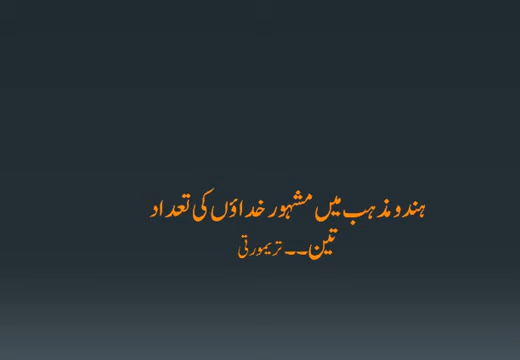 ہندو مذہب میں مشہور خداؤں کی تعداد
تین۔۔ تریمورتی